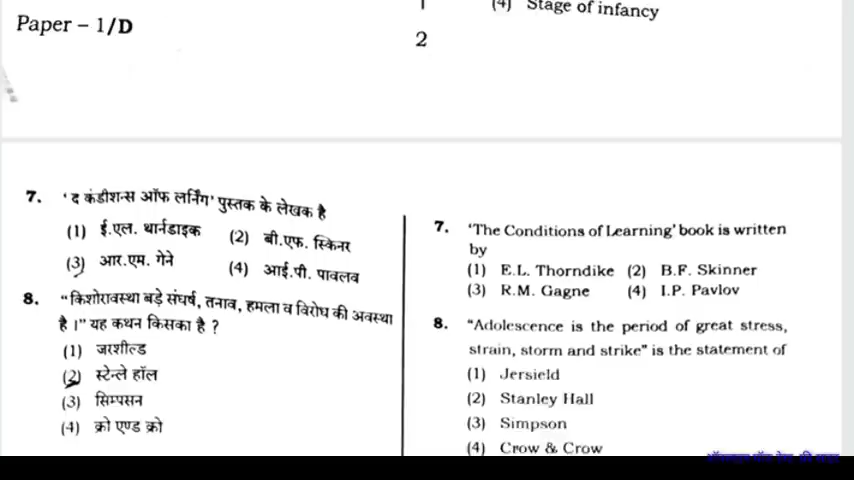 (4) Stage of infancy
Paper – 1/D
1
2
7. 'द कंडीशन्स ऑफ लर्निंग' पुस्तक के लेखक है
(1) ई.एल. थार्नडाइक (2) बी.एफ. स्किनर
(3) आर.एम. गेने (4) आई.पी. पावलव
8. "किशोरावस्था बड़े संघर्ष, तनाव, हमला व विरोध की अवस्था
है।" यह कथन किसका है ?
(1) जरशील्ड
(2) स्टेन्ले हॉल
(3) सिम्पसन
(4) क्रो एण्ड क्रो
7. 'The Conditions of Learning' book is written
by
(1) E.L. Thorndike (2) B.F. Skinner
(3) R.M. Gagne (4) I.P. Pavlov
8. "Adolescence is the period of great stress,
strain, storm and strike" is the statement of
(1) Jersield
(2) Stanley Hall
(3) Simpson
(4) Crow & Crow